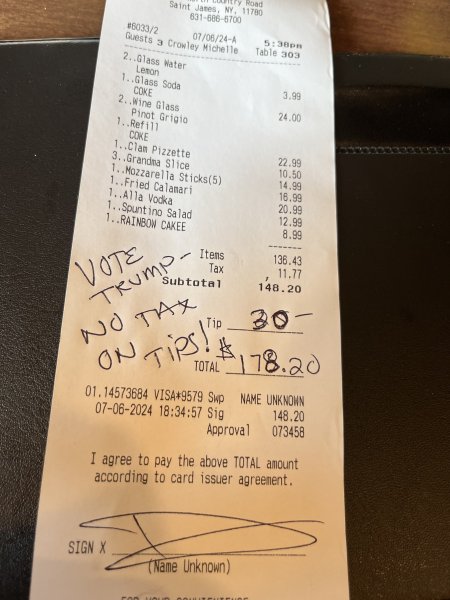 North Country Road
Saint James, NY, 11780
631-686-6700
#6033/2 07/06/24-A 5:38pm
Guests 3 Crowley Michelle Table 303
2..Glass Water
Lemon
1..Glass Soda 3.99
COKE
2..Wine Glass 24.00
Pinot Grigio
1..Refill
COKE
1..Clam Pizzette 22.99
3..Grandma Slice 10.50
1..Mozzarella Sticks(5) 14.99
1..Fried Calamari 16.99
1..Alla Vodka 20.99
1..Spuntino Salad 12.99
1..RAINBOW CAKEE 8.99
Items 136.43
Tax 11.77
Subtotal 148.20
VOTE
TRUMP-
NO TAX
ON TIPS!
Tip 30-
TOTAL $178.20
01.14573684 VISA*9579 Swp NAME UNKNOWN
07-06-2024 18:34:57 Sig 148.20
Approval 073458
I agree to pay the above TOTAL amount
according to card issuer agreement.
SIGN X
(Name Unknown)
FOR YOUR CONVENIENCE